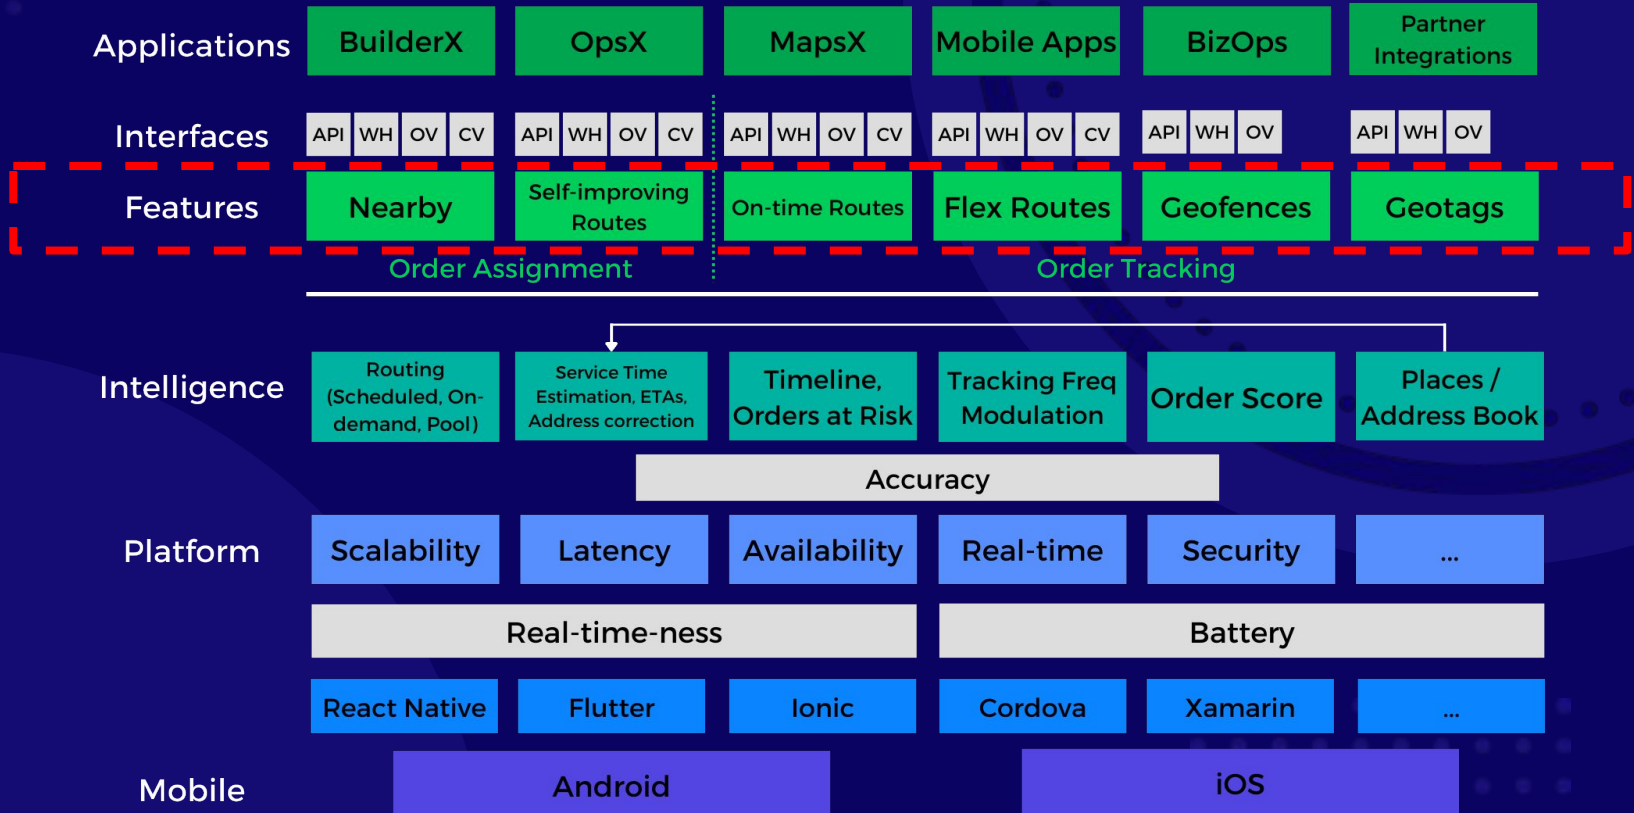 Applications
BuilderX
OpsX
MapsX
Mobile Apps
BizOps
Partner
Integrations
Interfaces
API WH OV CV
API WH OV CV
API WH OV CV
API WH OV CV
API WH OV
API WH OV
Features
Nearby
Self-improving
Routes
On-time Routes
Flex Routes
Geofences
Geotags
Order Assignment
Order Tracking
Intelligence
Routing
(Scheduled, On-
demand, Pool)
Service Time
Estimation, ETAs,
Address correction
Timeline,
Orders at Risk
Tracking Freq
Modulation
Order Score
Places /
Address Book
Accuracy
Platform
Scalability
Latency
Availability
Real-time
Security
...
Real-time-ness
Battery
React Native
Flutter
Ionic
Cordova
Xamarin
...
Mobile
Android
iOS